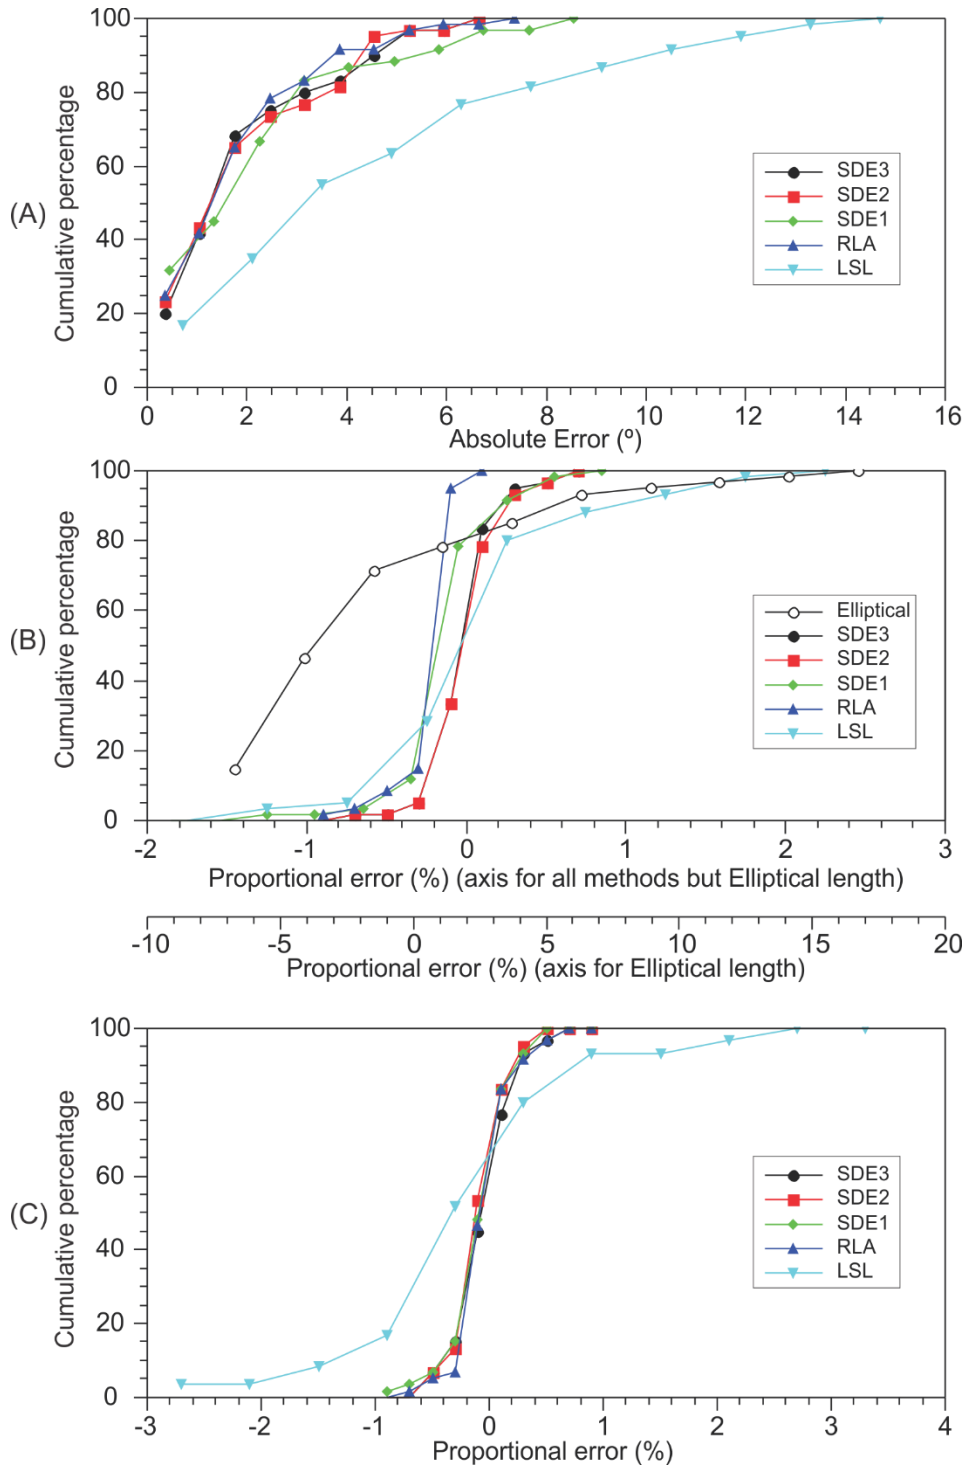 (A)
Cumulative percentage
100
80
60
40
20
0
0 2 4 6 8 10 12 14 16
Absolute Error (º)
SDE3
SDE2
SDE1
RLA
LSL
(B)
Cumulative percentage
100
80
60
40
20
0
-2 -1 0 1 2 3
Proportional error (%) (axis for all methods but Elliptical length)
Elliptical
SDE3
SDE2
SDE1
RLA
LSL
-10 -5 0 5 10 15 20
Proportional error (%) (axis for Elliptical length)
(C)
Cumulative percentage
100
80
60
40
20
0
-3 -2 -1 0 1 2 3 4
Proportional error (%)
SDE3
SDE2
SDE1
RLA
LSL